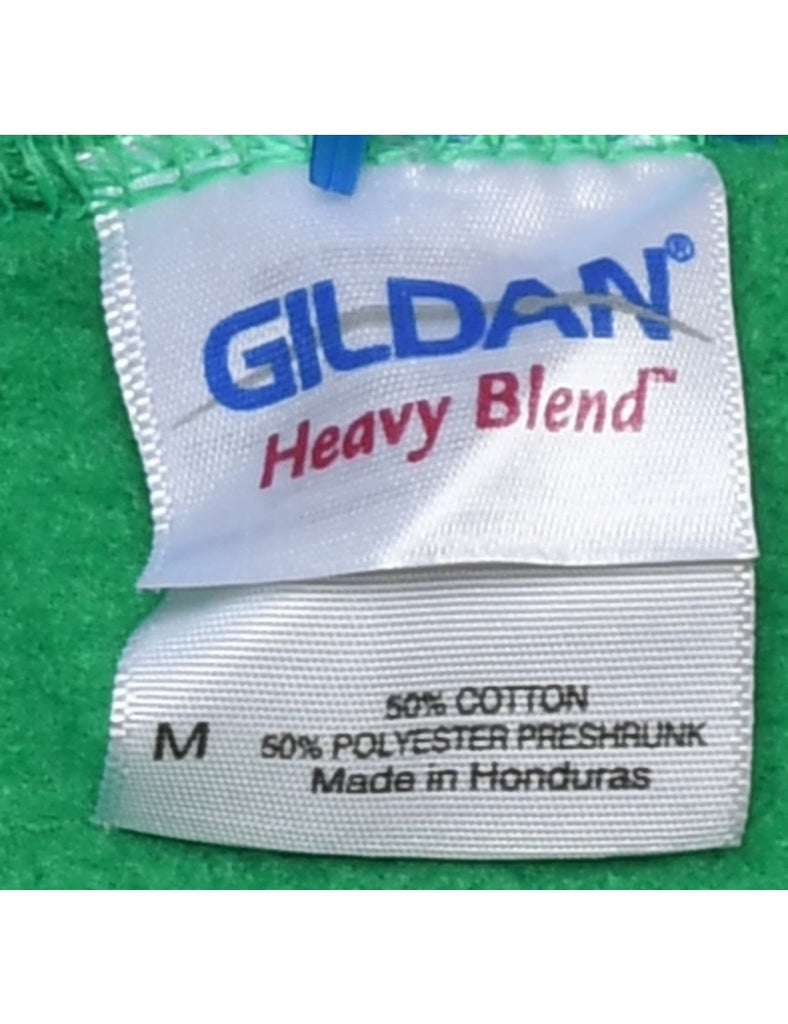 GILDAN®
Heavy Blend™
50% COTTON
M 50% POLYESTER PRESHRUNK
Made in Honduras